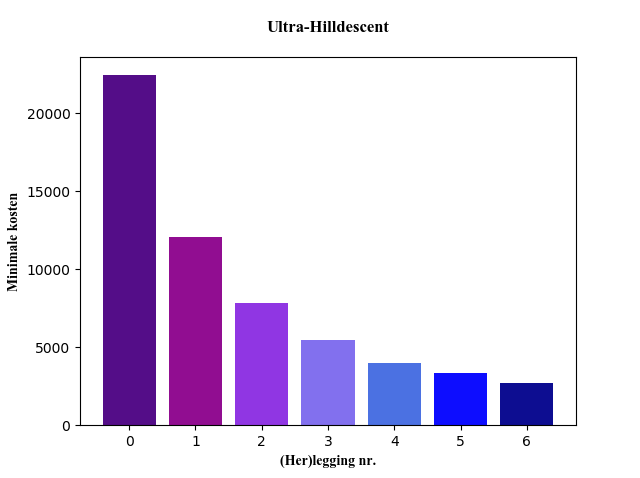 Ultra-Hilldescent
Minimale kosten
20000
15000
10000
5000
0
0 1 2 3 4 5 6
(Her)legging nr.